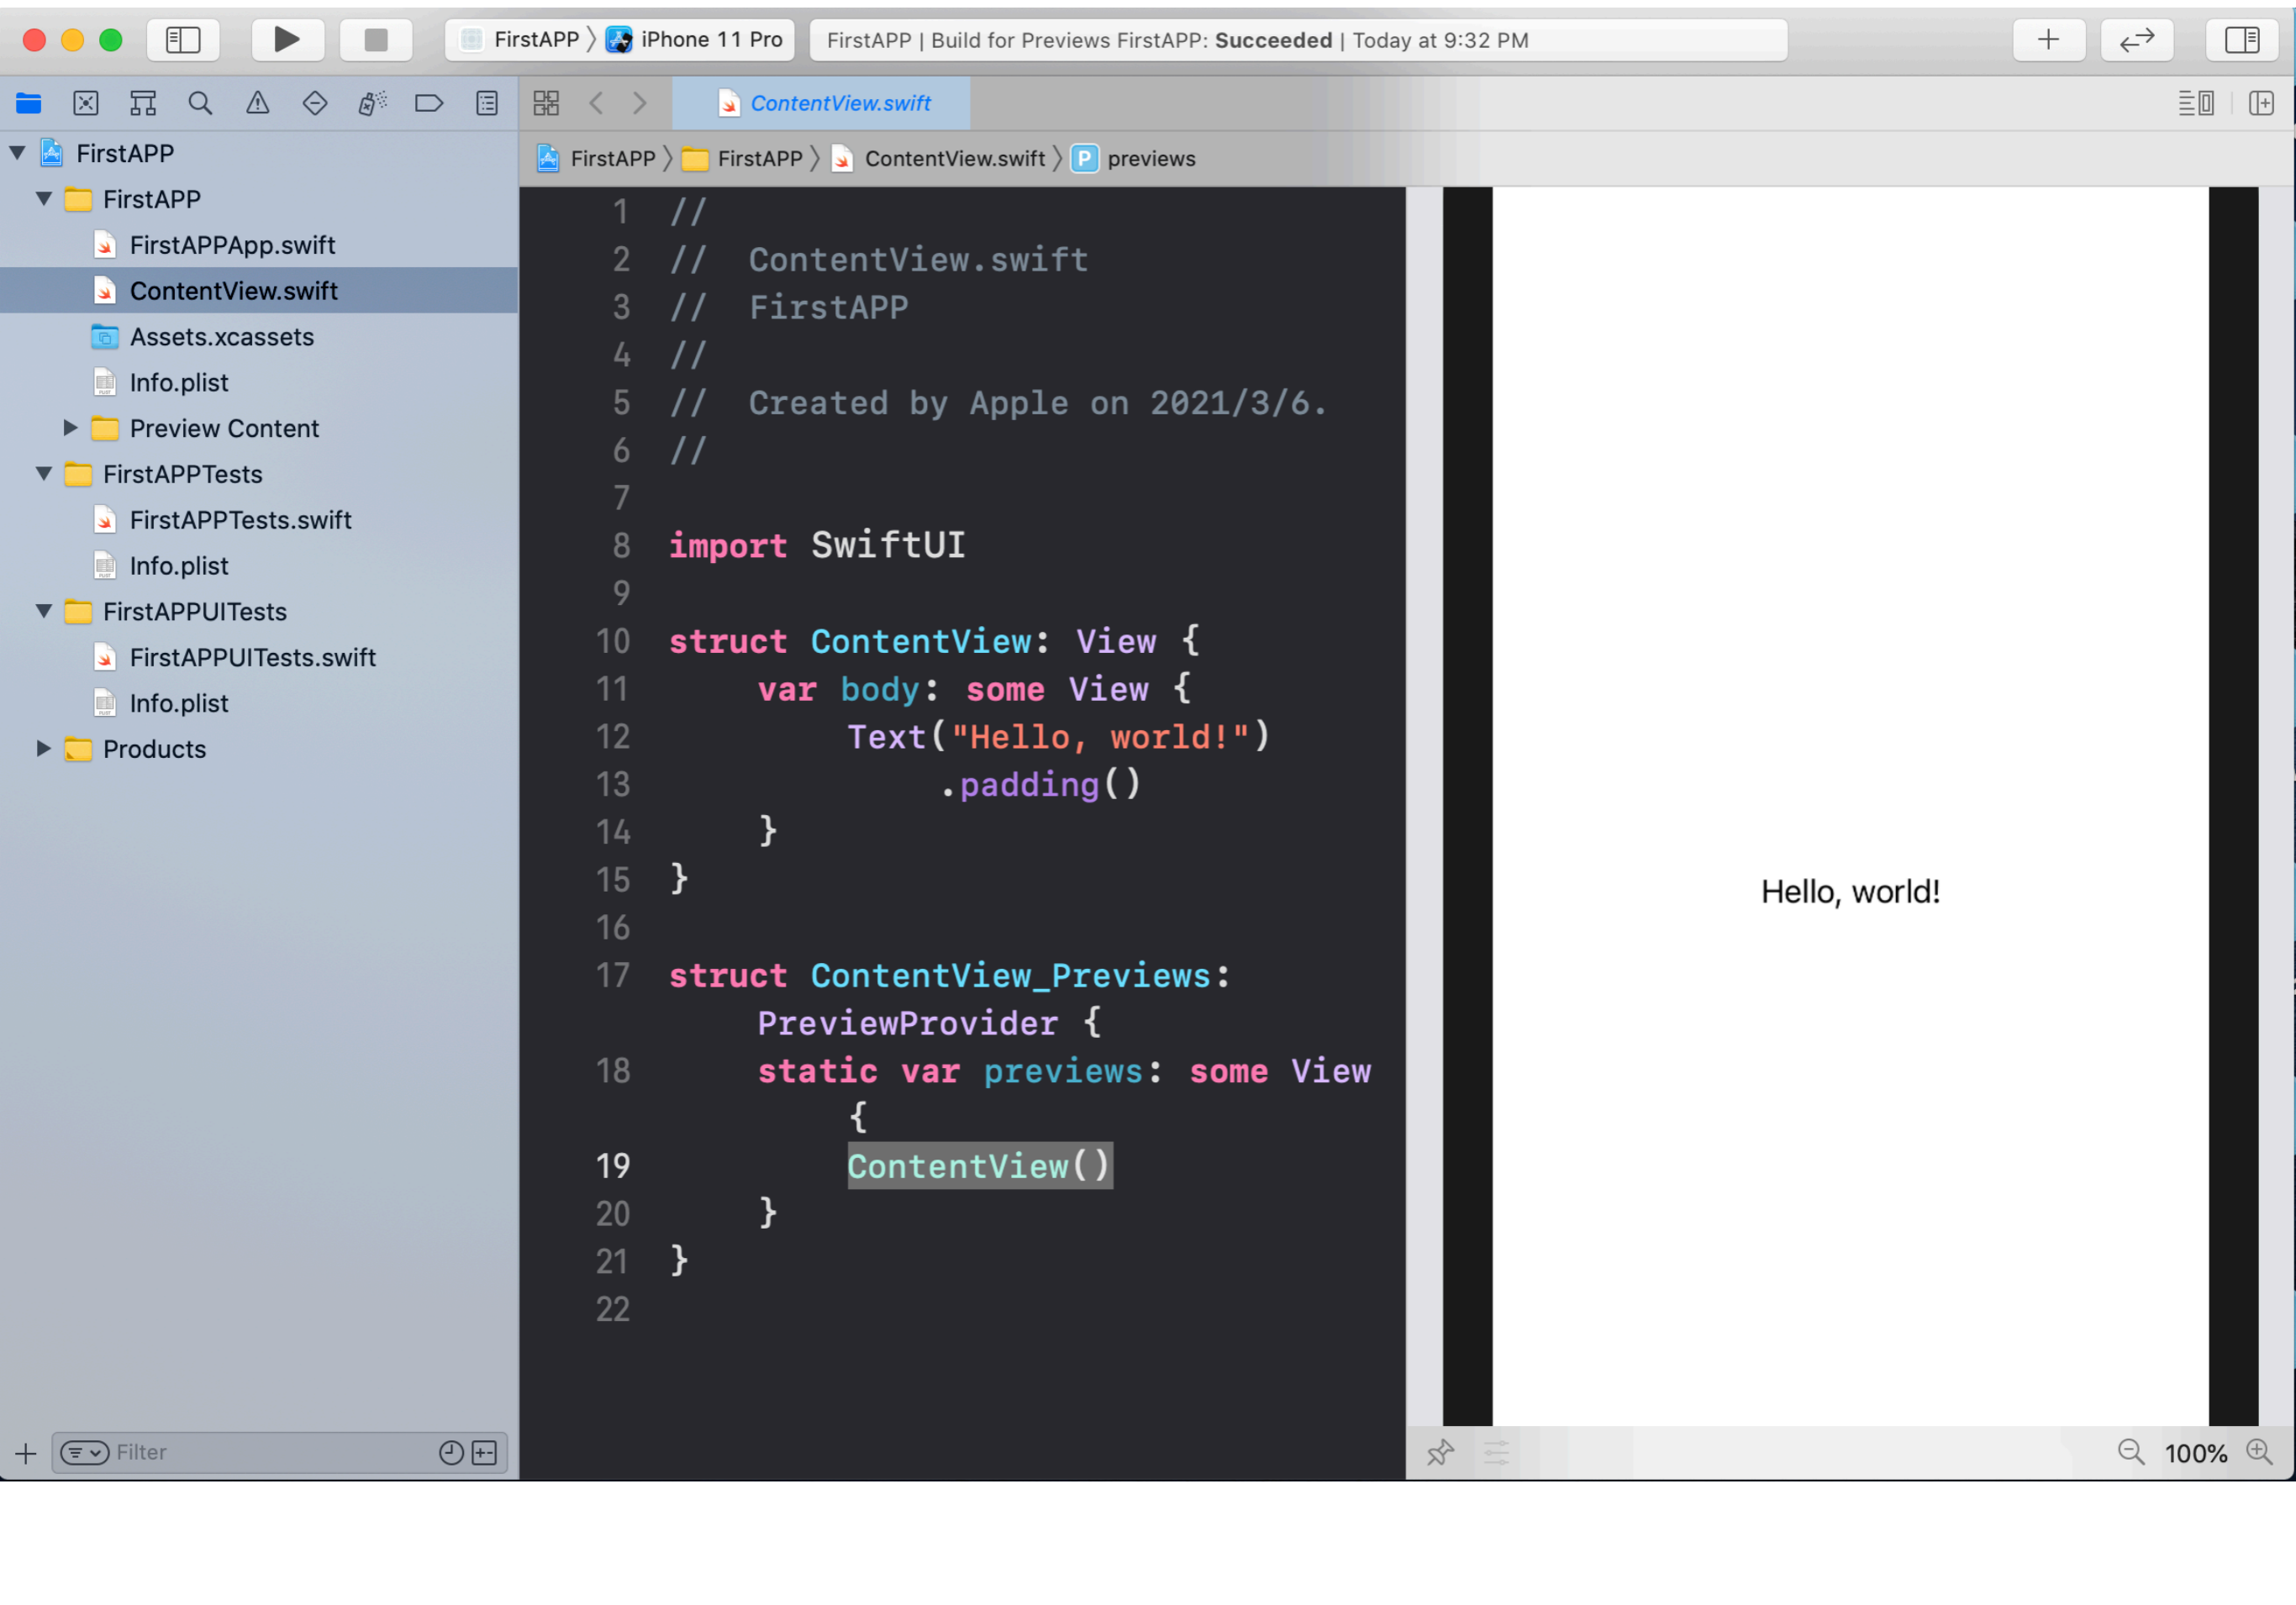 FirstAPP 〉 iPhone 11 Pro
FirstAPP | Build for Previews FirstAPP: Succeeded | Today at 9:32 PM
ContentView.swift
FirstAPP 〉 FirstAPP 〉 ContentView.swift 〉 P previews
FirstAPP
FirstAPP
FirstAPPApp.swift
ContentView.swift
Assets.xcassets
Info.plist
Preview Content
FirstAPPTests
FirstAPPTests.swift
Info.plist
FirstAPPUITests
FirstAPPUITests.swift
Info.plist
Products
Filter
1 //
2 //  ContentView.swift
3 //  FirstAPP
4 //
5 //  Created by Apple on 2021/3/6.
6 //
7
8 import SwiftUI
9
10 struct ContentView: View {
11     var body: some View {
12         Text("Hello, world!")
13             .padding()
14     }
15 }
16
17 struct ContentView_Previews:
PreviewProvider {
18     static var previews: some View
{
19         ContentView()
20     }
21 }
22
Hello, world!
100%